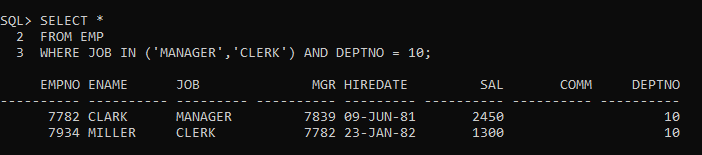 SQL> SELECT *
  2  FROM EMP
  3  WHERE JOB IN ('MANAGER','CLERK') AND DEPTNO = 10;

     EMPNO ENAME      JOB              MGR HIREDATE         SAL       COMM     DEPTNO
---------- ---------- --------- ---------- --------- ---------- ---------- ----------
      7782 CLARK      MANAGER         7839 09-JUN-81       2450                    10
      7934 MILLER     CLERK           7782 23-JAN-82       1300                    10